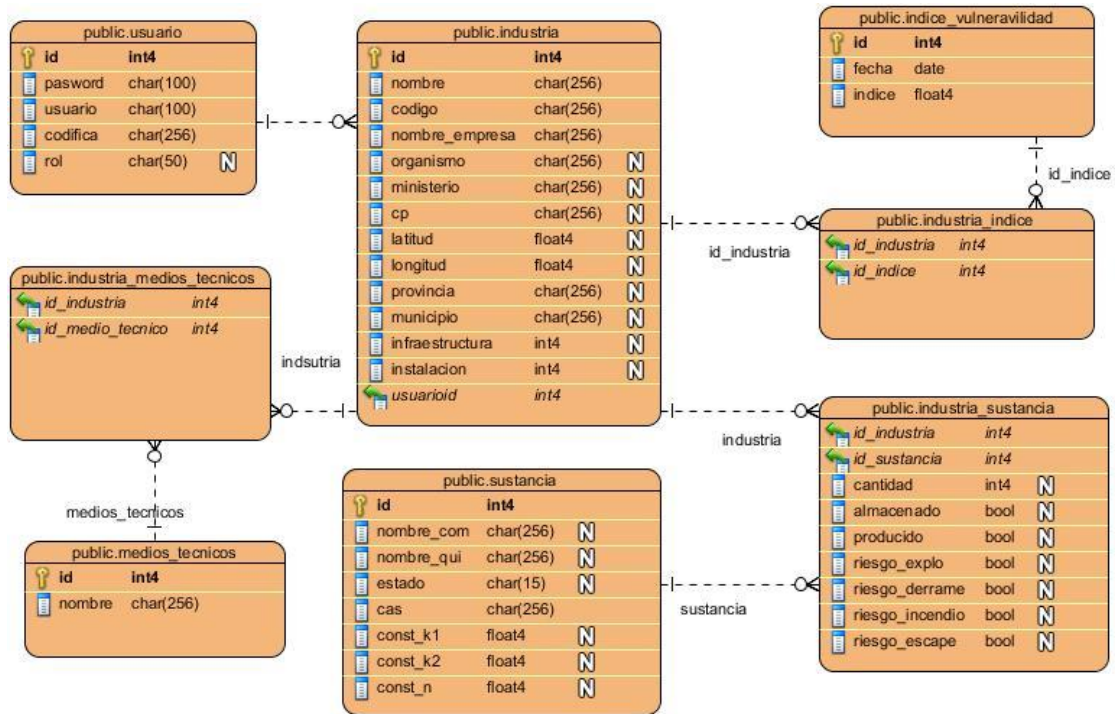 public.usuario
id int4
pasword char(100)
usuario char(100)
codifica char(256)
rol char(50) N
public.industria
id int4
nombre char(256)
codigo char(256)
nombre_empresa char(256)
organismo char(256) N
ministerio char(256) N
cp char(256) N
latitud float4 N
longitud float4 N
provincia char(256) N
municipio char(256) N
infraestructura int4 N
instalacion int4 N
usuarioid int4
public.indice_vulneravilidad
id int4
fecha date
indice float4
id_indice
public.industria_indice
id_industria int4
id_indice int4
id_industria
public.industria_medios_tecnicos
id_industria int4
id_medio_tecnico int4
indsutria
medios_tecnicos
public.medios_tecnicos
id int4
nombre char(256)
public.sustancia
id int4
nombre_com char(256) N
nombre_qui char(256) N
estado char(15) N
cas char(256)
const_k1 float4 N
const_k2 float4 N
const_n float4 N
industria
sustancia
public.industria_sustancia
id_industria int4
id_sustancia int4
cantidad int4 N
almacenado bool N
producido bool N
riesgo_explo bool N
riesgo_derrame bool N
riesgo_incendio bool N
riesgo_escape bool N